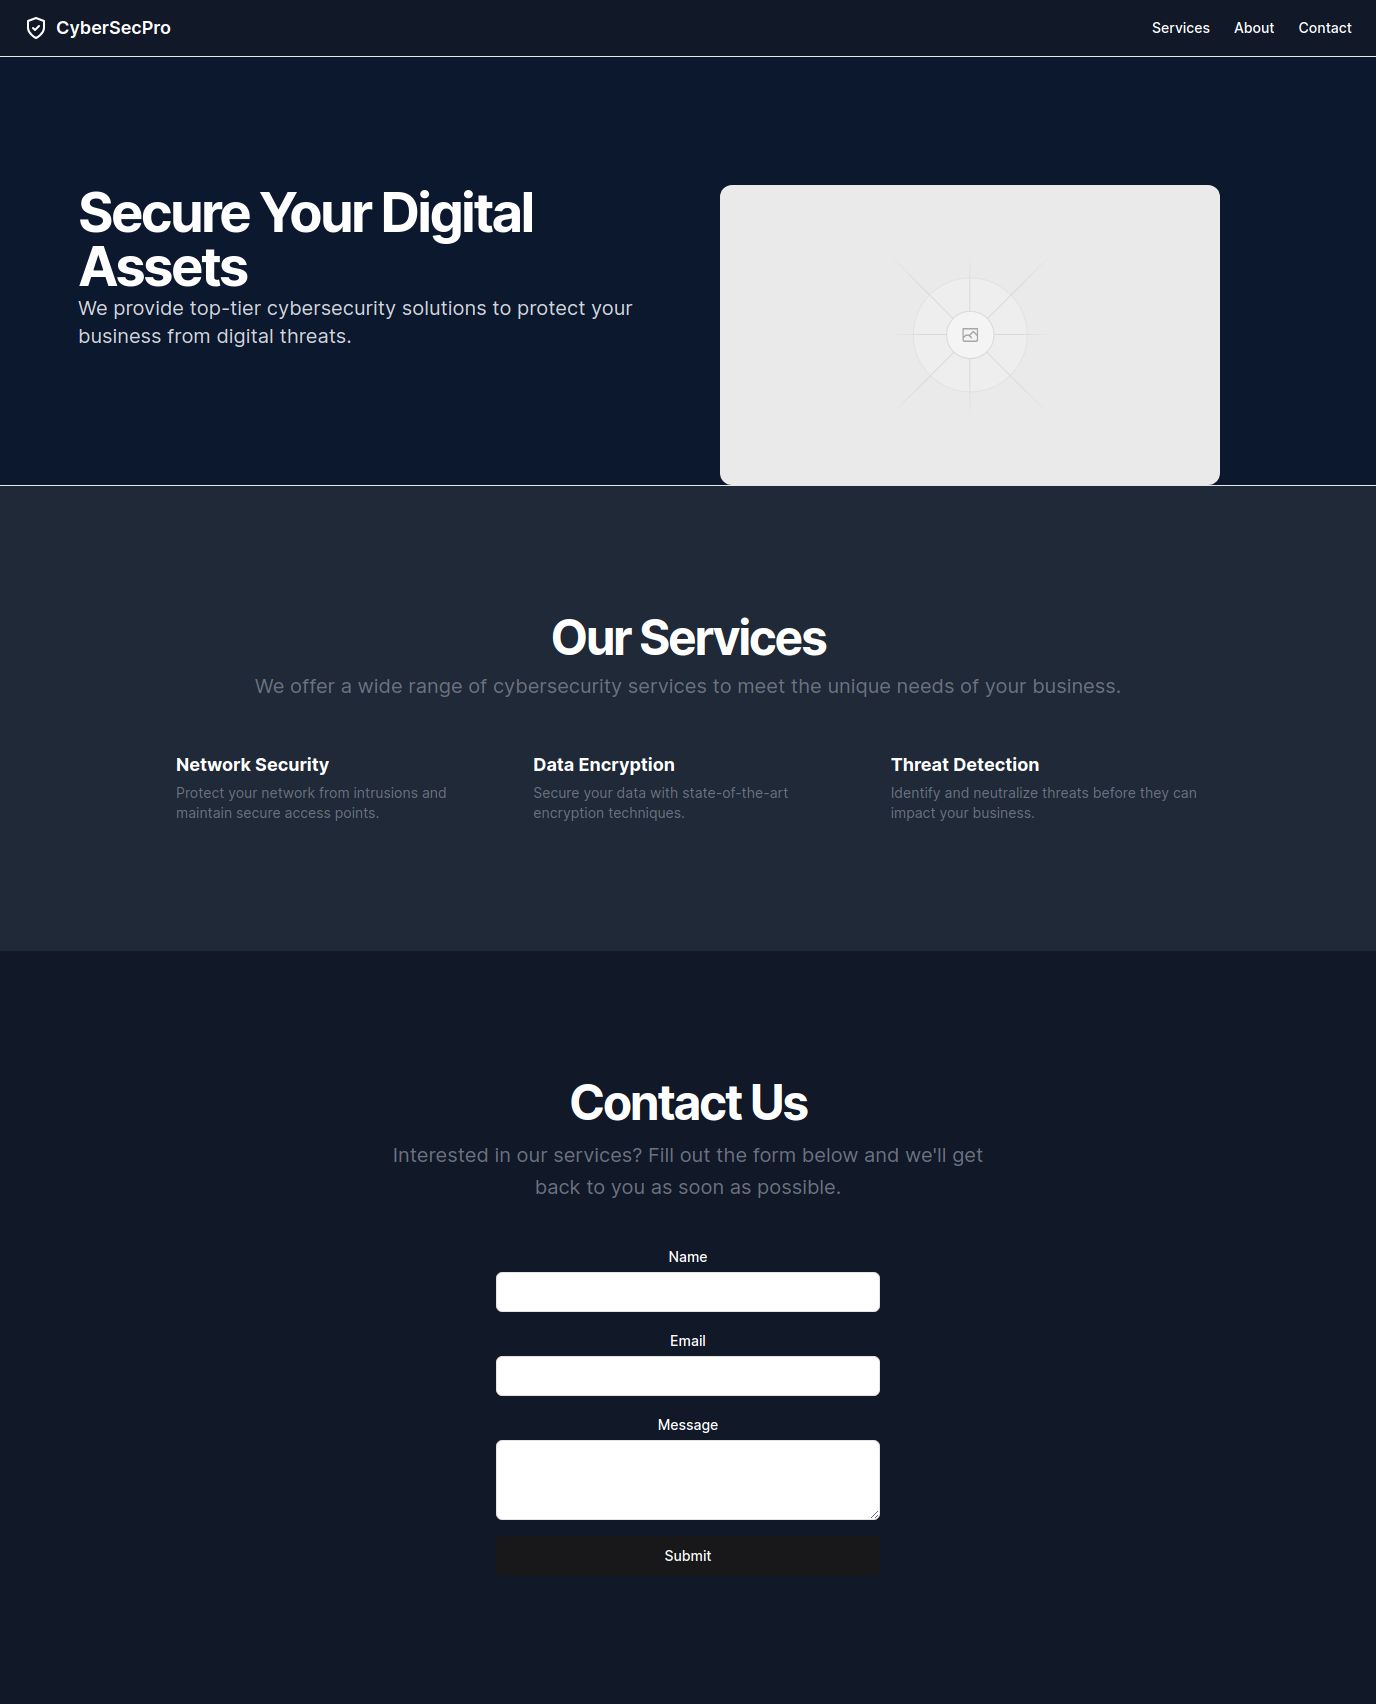 CyberSecPro
Services About Contact
Secure Your Digital
Assets
We provide top-tier cybersecurity solutions to protect your
business from digital threats.
Our Services
We offer a wide range of cybersecurity services to meet the unique needs of your business.
Network Security
Protect your network from intrusions and
maintain secure access points.
Data Encryption
Secure your data with state-of-the-art
encryption techniques.
Threat Detection
Identify and neutralize threats before they can
impact your business.
Contact Us
Interested in our services? Fill out the form below and we'll get
back to you as soon as possible.
Name
Email
Message
Submit